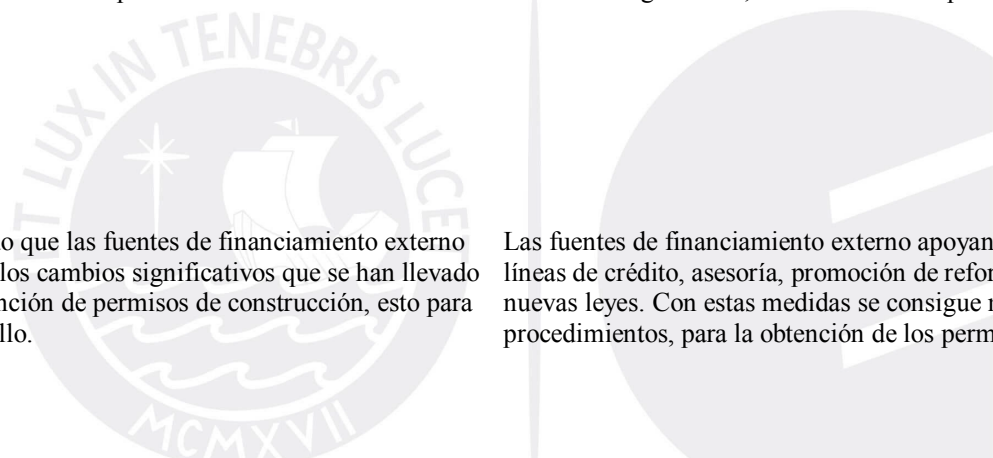 ET LUX IN TENEBRIS LUCET
MCMXVII
o que las fuentes de financiamiento externo
los cambios significativos que se han llevado
nción de permisos de construcción, esto para
llo.
Las fuentes de financiamiento externo apoyan
líneas de crédito, asesoría, promoción de refor
nuevas leyes. Con estas medidas se consigue
procedimientos, para la obtención de los perm